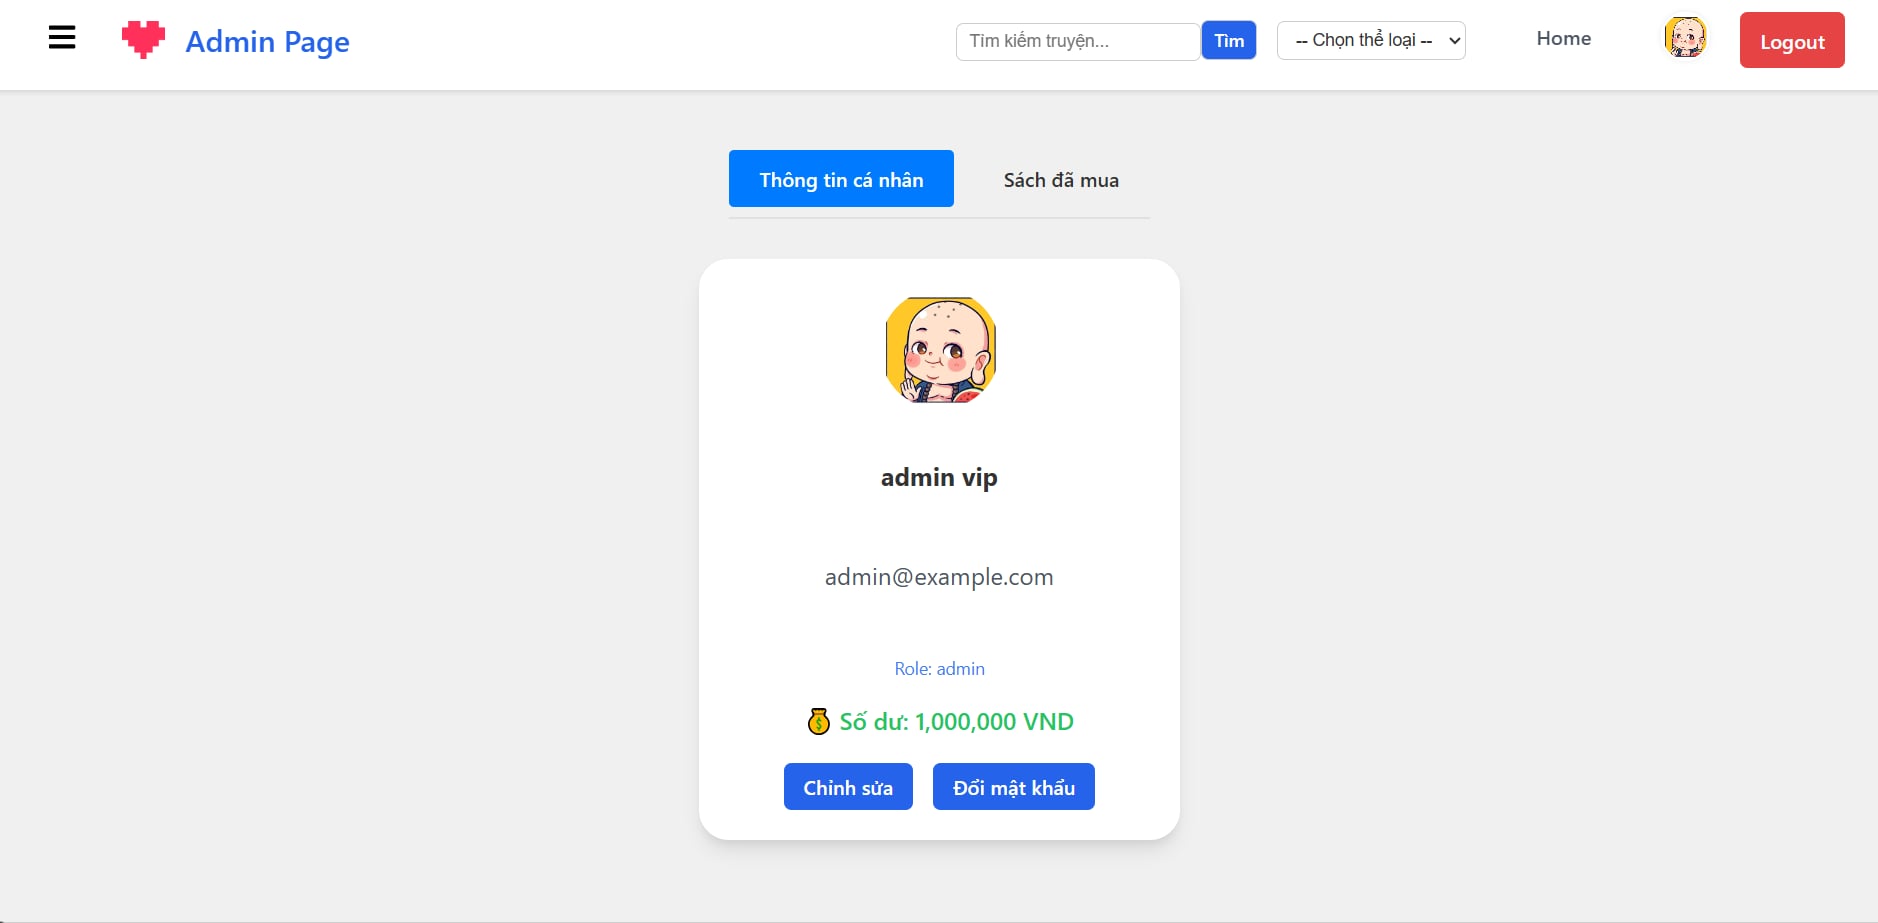 Admin Page
Tìm kiếm truyện... Tìm -- Chọn thể loại -- Home Logout
Thông tin cá nhân Sách đã mua
admin vip
admin@example.com
Role: admin
Số dư: 1,000,000 VND
Chỉnh sửa Đổi mật khẩu